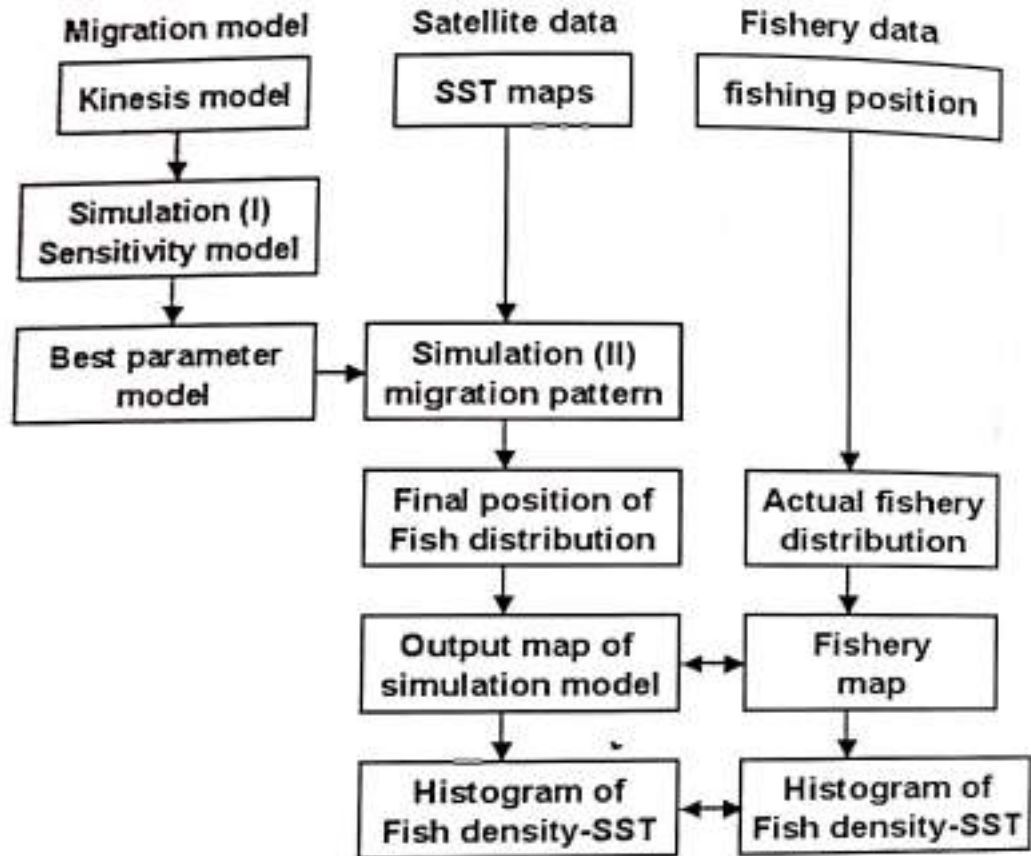 Migration model
Kinesis model
Simulation (I)
Sensitivity model
Best parameter
model
Satellite data
SST maps
Simulation (II)
migration pattern
Final position of
Fish distribution
Output map of
simulation model
Histogram of
Fish density-SST
Fishery data
fishing position
Actual fishery
distribution
Fishery
map
Histogram of
Fish density-SST